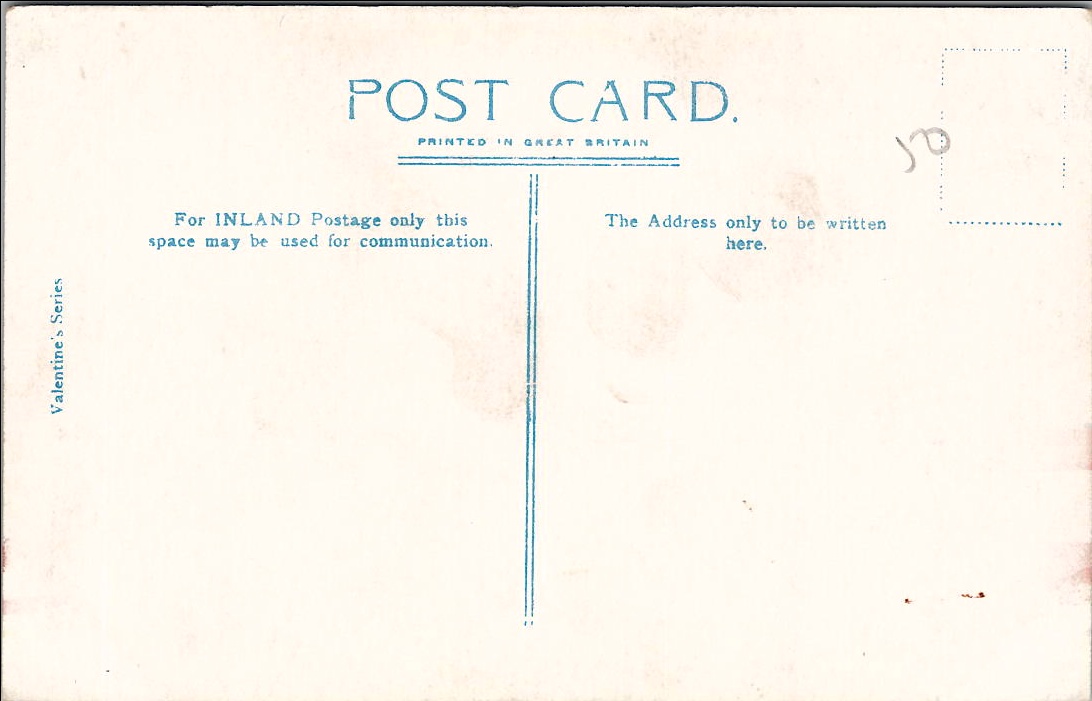 POST CARD.
PRINTED IN GREAT BRITAIN
For INLAND Postage only this
space may be used for communication.
The Address only to be written
here.
Valentine's Series